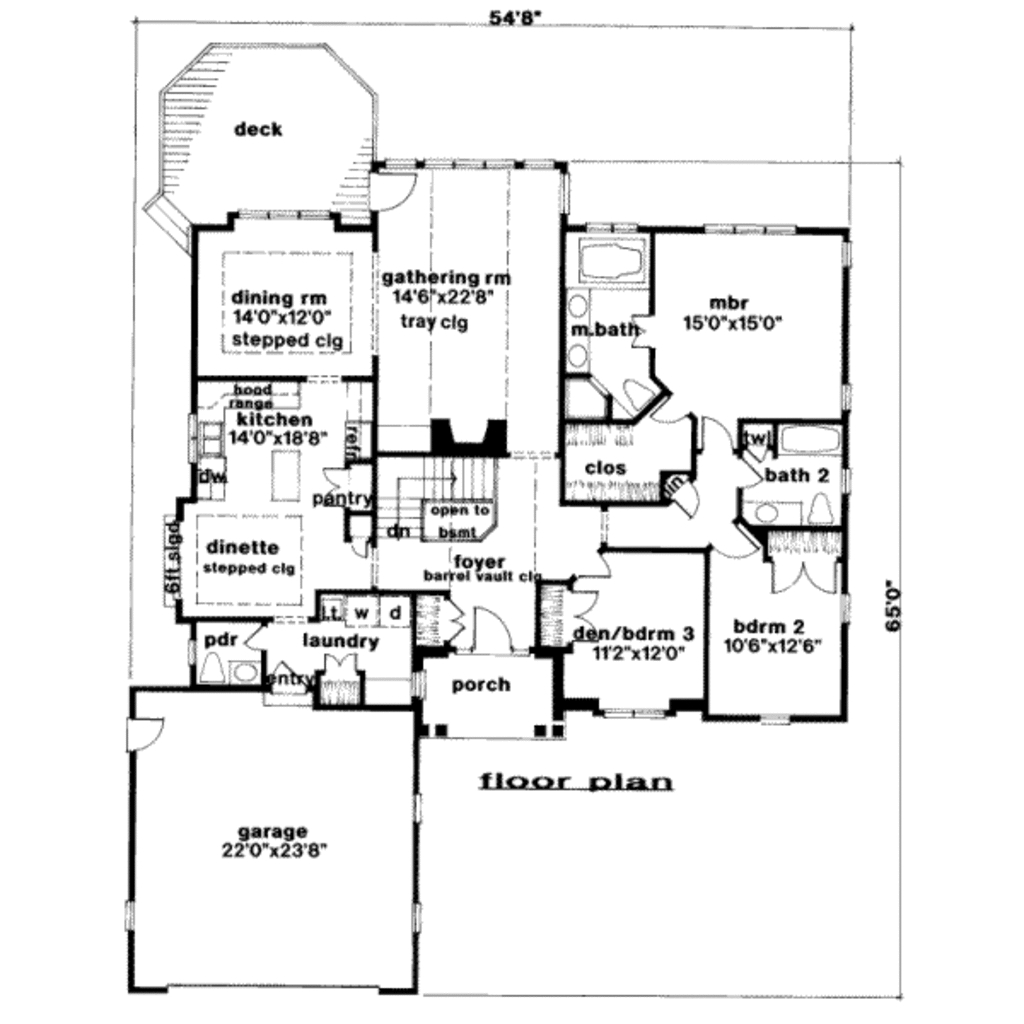 54'8"
deck
gathering rm
14'6"x22'8"
tray clg
dining rm
14'0"x12'0"
stepped clg
m.bath
mbr
15'0"x15'0"
hood
range
kitchen
14'0"x18'8"
refr
dw
pantry
clos
lin
tw
bath 2
open to
bsmt
dn
6ft slgd
dinette
stepped clg
foyer
barrel vault clg
l.t.
w
d
pdr
laundry
entry
porch
den/bdrm 3
11'2"x12'0"
bdrm 2
10'6"x12'6"
65'0"
floor plan
garage
22'0"x23'8"